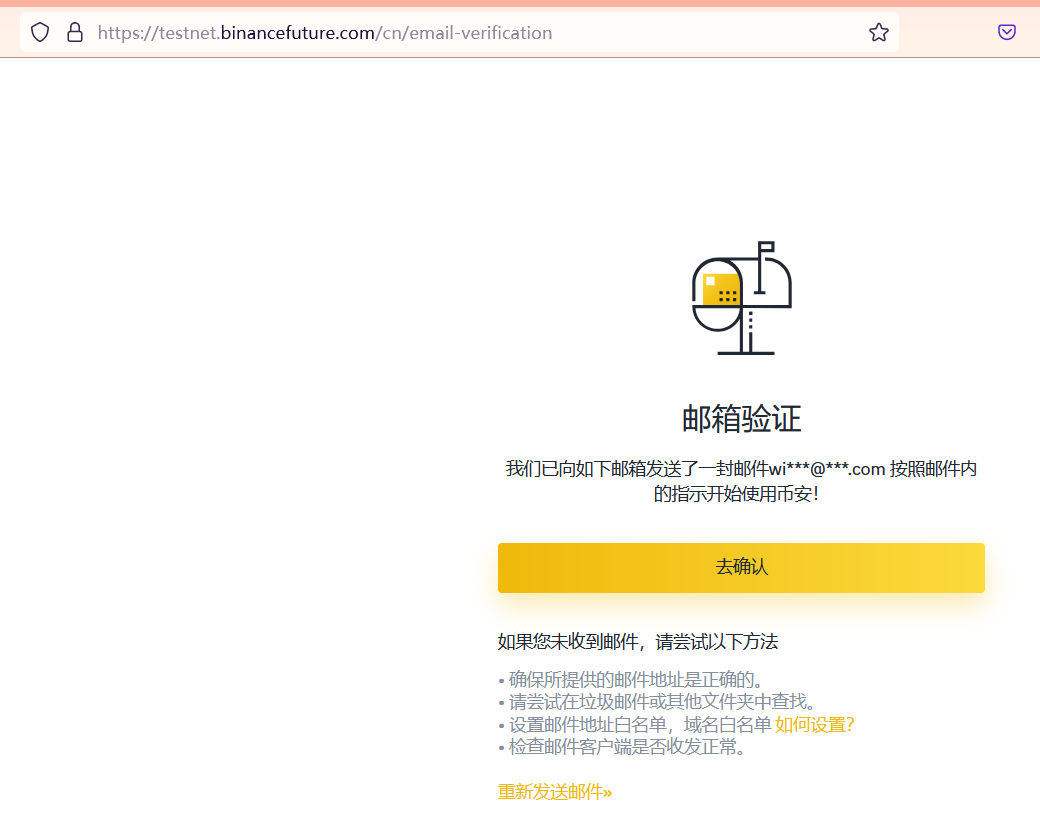 https://testnet.binancefuture.com/cn/email-verification
邮箱验证
我们已向如下邮箱发送了一封邮件wi***@***.com 按照邮件内
的指示开始使用币安！
去确认
如果您未收到邮件，请尝试以下方法
• 确保所提供的邮件地址是正确的。
• 请尝试在垃圾邮件或其他文件夹中查找。
• 设置邮件地址白名单，域名白名单 如何设置？
• 检查邮件客户端是否收发正常。
重新发送邮件»